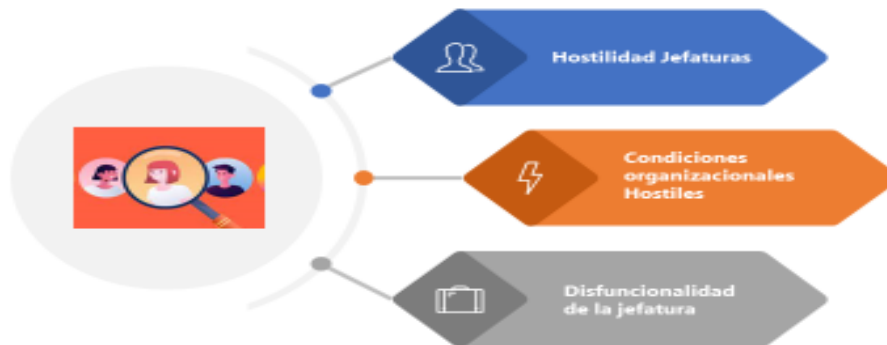 Hostilidad Jefaturas
Condiciones
organizacionales
Hostiles
Disfuncionalidad
de la jefatura